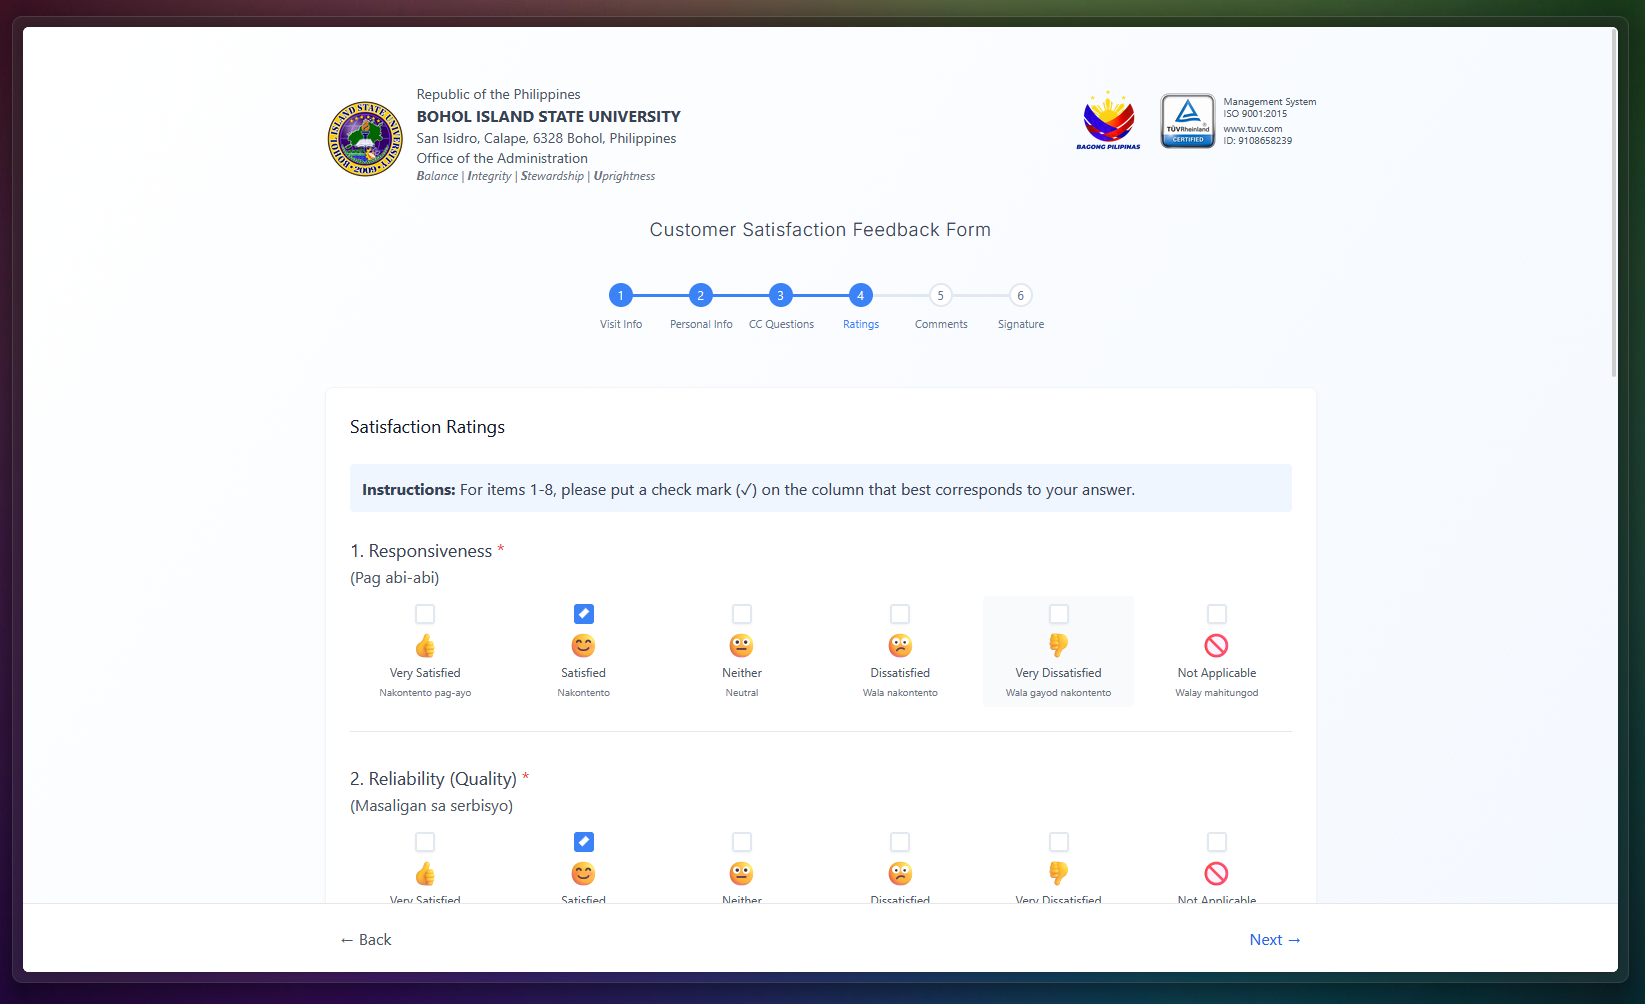 Republic of the Philippines
BOHOL ISLAND STATE UNIVERSITY
San Isidro, Calape, 6328 Bohol, Philippines
Office of the Administration
Balance | Integrity | Stewardship | Uprightness
BOHOL ISLAND STATE UNIVERSITY
2009
BAGONG PILIPINAS
TÜVRheinland
CERTIFIED
Management System
ISO 9001:2015
www.tuv.com
ID: 9108658239
Customer Satisfaction Feedback Form
1 2 3 4 5 6
Visit Info Personal Info CC Questions Ratings Comments Signature
Satisfaction Ratings
Instructions: For items 1-8, please put a check mark (✓) on the column that best corresponds to your answer.
1. Responsiveness *
(Pag abi-abi)
Very Satisfied Satisfied Neither Dissatisfied Very Dissatisfied Not Applicable
Nakontento pag-ayo Nakontento Neutral Wala nakontento Wala gayod nakontento Walay mahitungod
2. Reliability (Quality) *
(Masaligan sa serbisyo)
Very Satisfied Satisfied Neither Dissatisfied Very Dissatisfied Not Applicable
← Back Next →